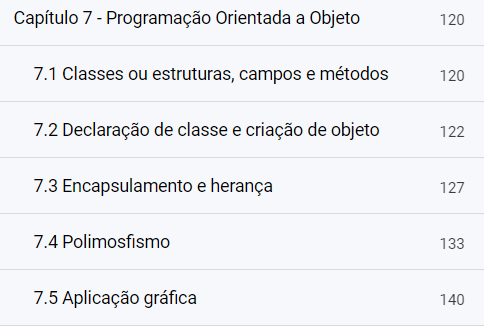 Capítulo 7 - Programação Orientada a Objeto 120
7.1 Classes ou estruturas, campos e métodos 120
7.2 Declaração de classe e criação de objeto 122
7.3 Encapsulamento e herança 127
7.4 Polimosfismo 133
7.5 Aplicação gráfica 140